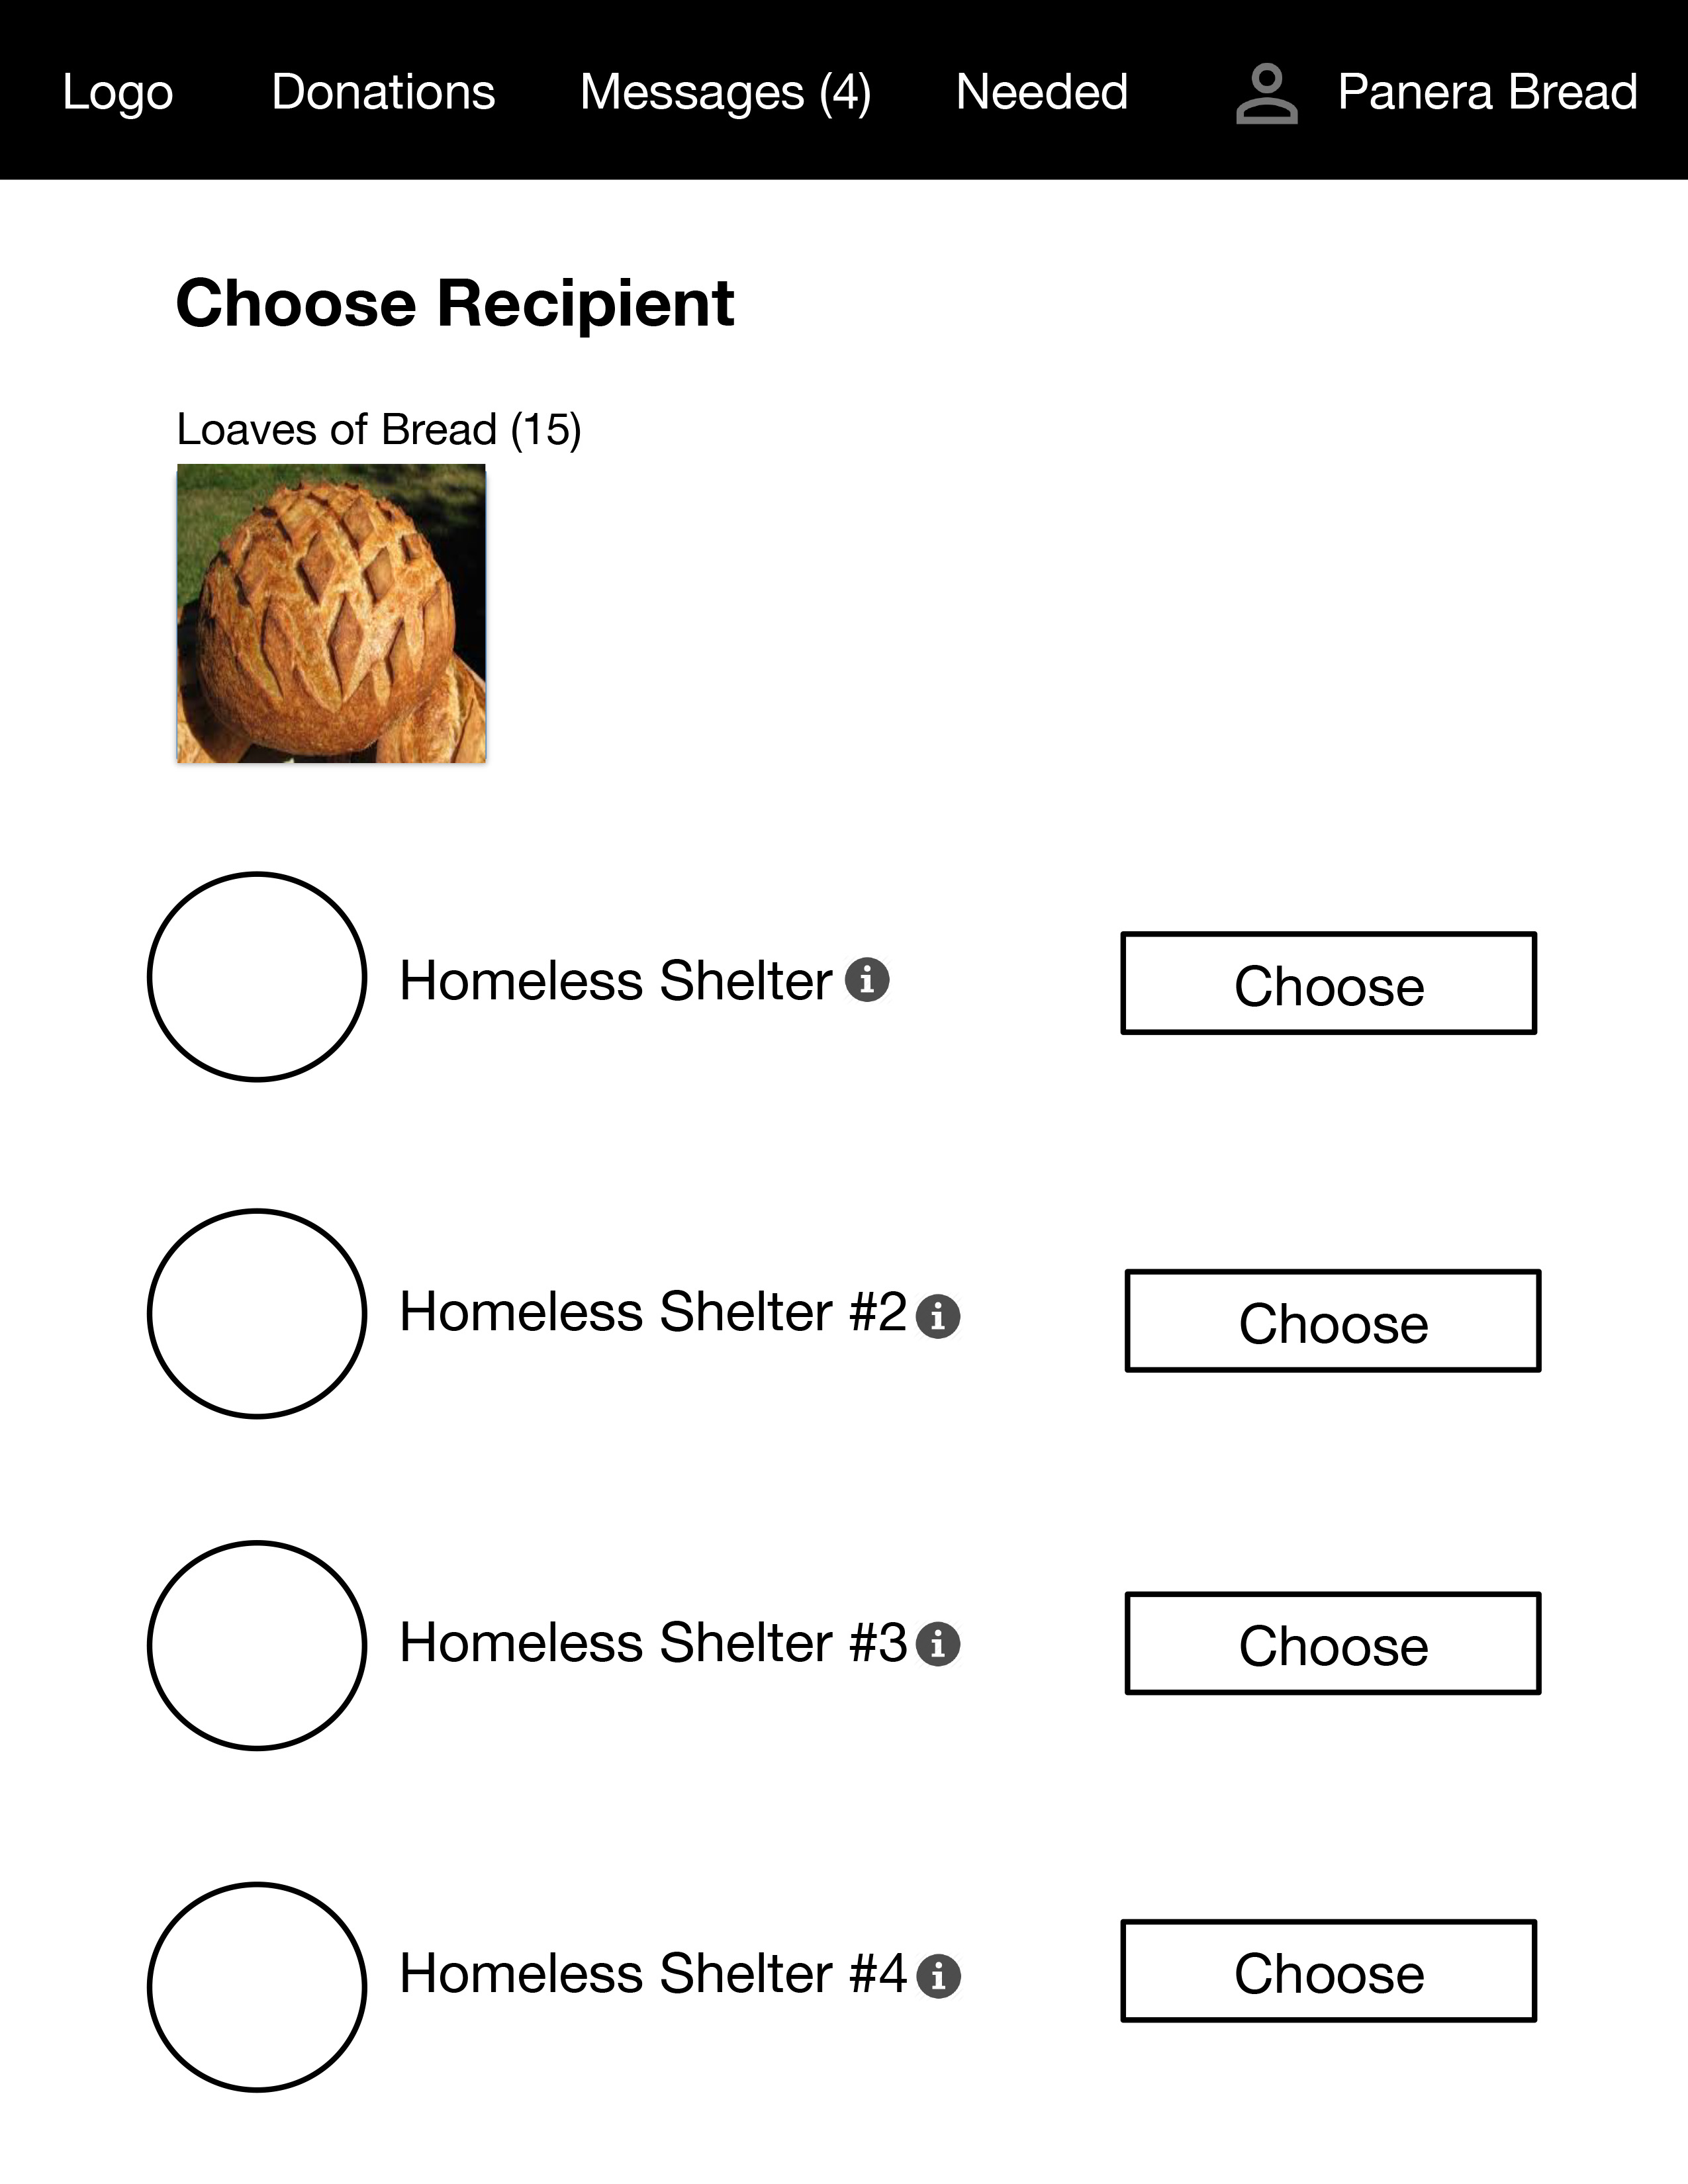 Logo Donations Messages (4) Needed Panera Bread
Choose Recipient
Loaves of Bread (15)
Homeless Shelter Choose
Homeless Shelter #2 Choose
Homeless Shelter #3 Choose
Homeless Shelter #4 Choose